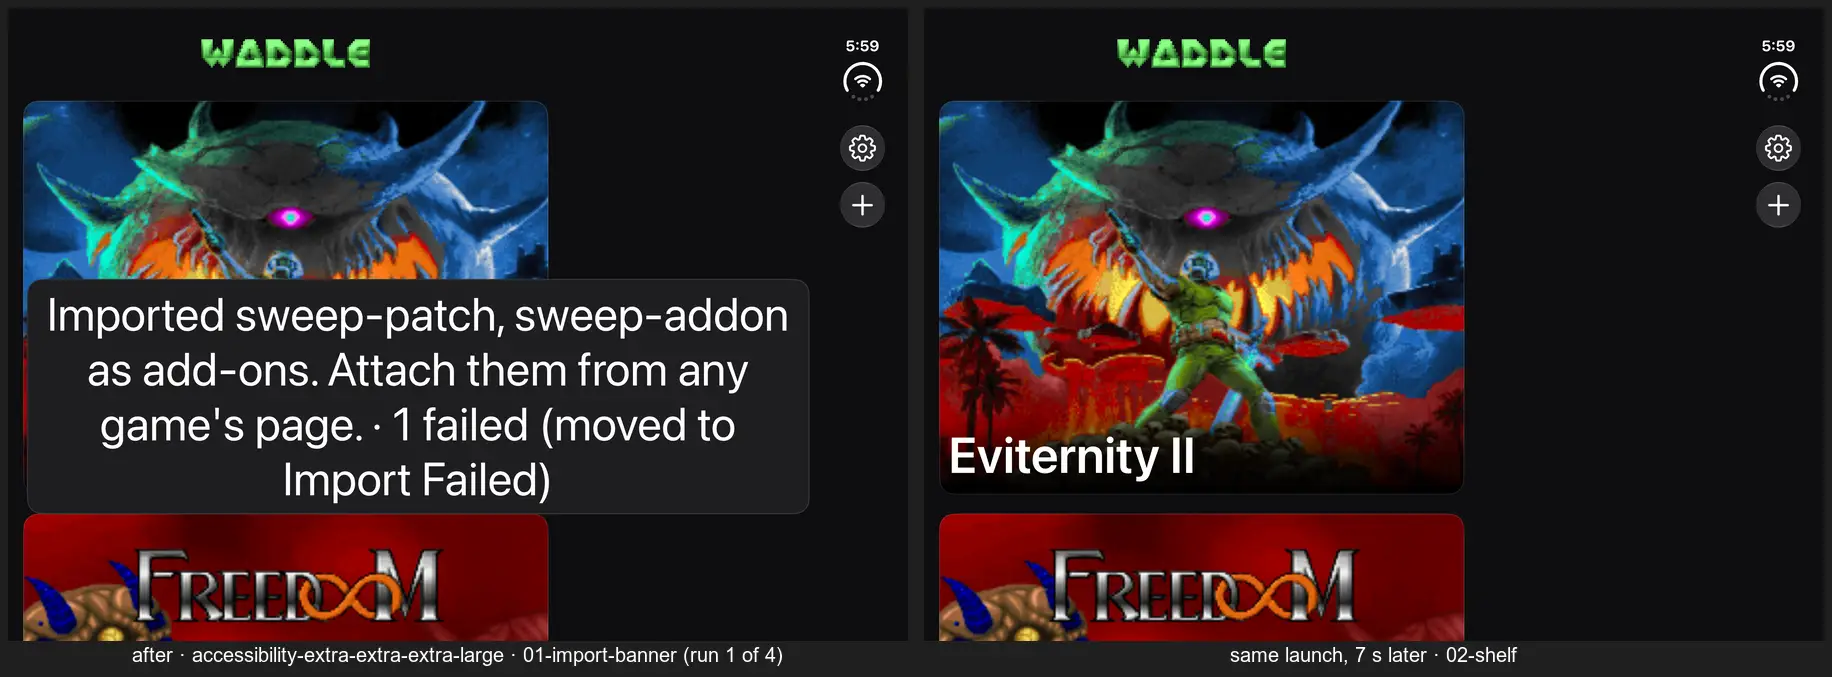 WADDLE
5:59
Imported sweep-patch, sweep-addon
as add-ons. Attach them from any
game's page. · 1 failed (moved to
Import Failed)
FREEDOOM
after · accessibility-extra-extra-extra-large · 01-import-banner (run 1 of 4)
WADDLE
5:59
Eviternity II
FREEDOOM
same launch, 7 s later · 02-shelf